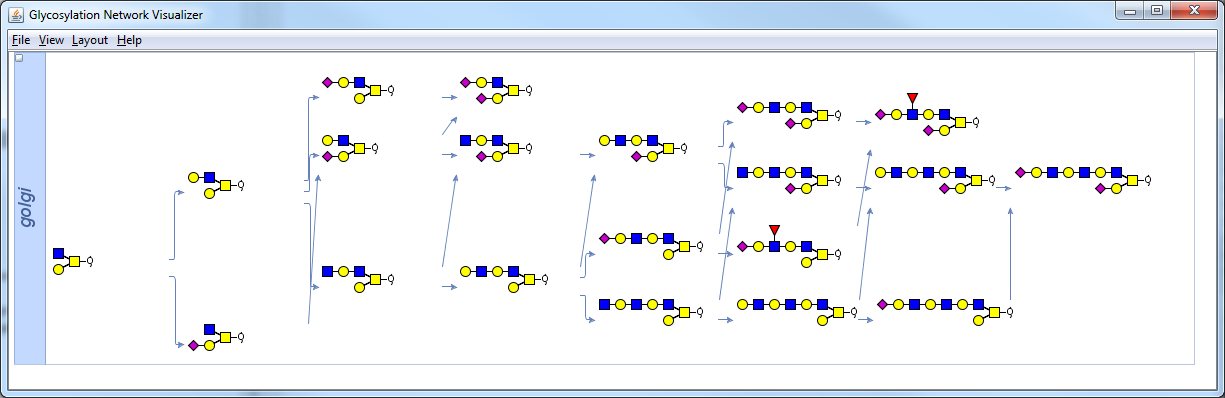 Glycosylation Network Visualizer
File View Layout Help
golgi